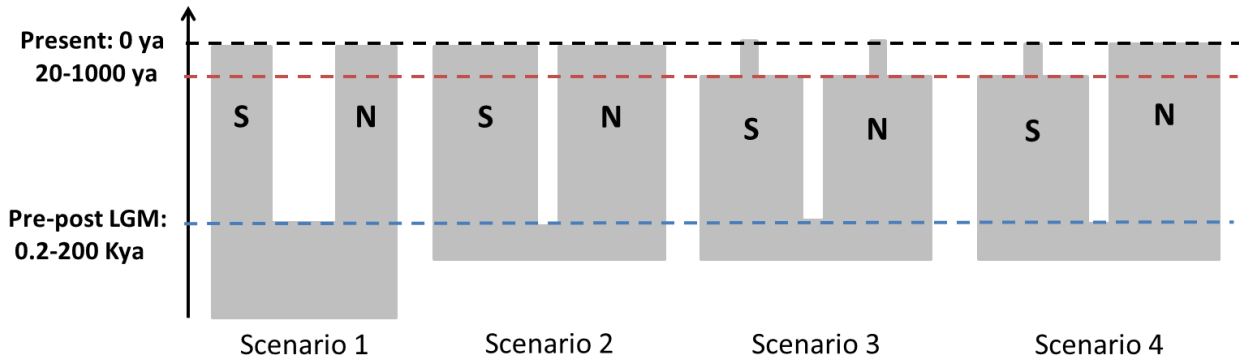 Present: 0 ya
20-1000 ya
S N S N S N S N
Pre-post LGM:
0.2-200 Kya
Scenario 1 Scenario 2 Scenario 3 Scenario 4